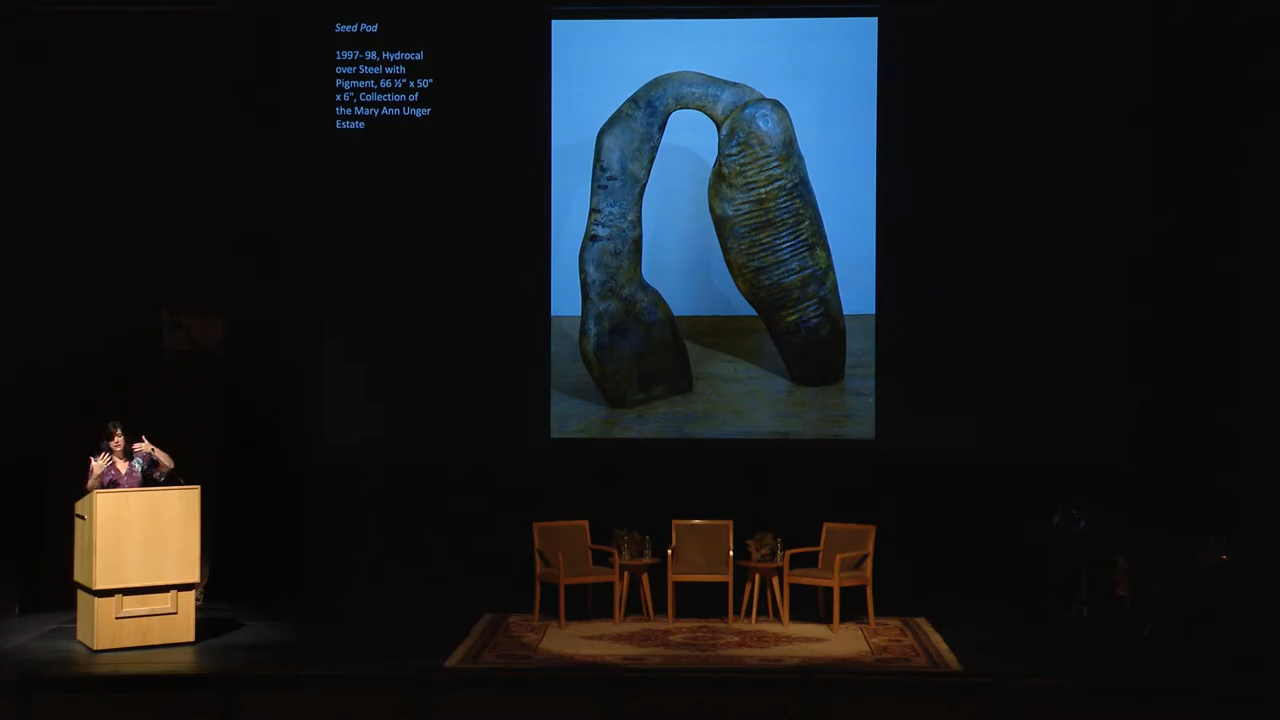 Seed Pod
1997- 98, Hydrocal
over Steel with
Pigment, 66 ½” x 50"
x 6", Collection of
the Mary Ann Unger
Estate